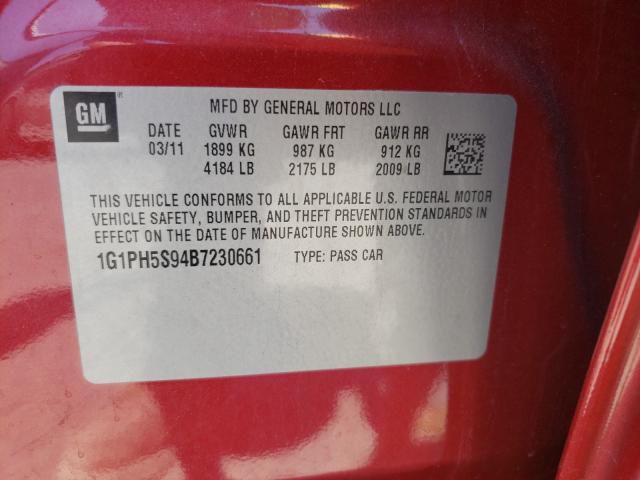 GM®
MFD BY GENERAL MOTORS LLC
DATE GVWR GAWR FRT GAWR RR
03/11 1899 KG 987 KG 912 KG
4184 LB 2175 LB 2009 LB
THIS VEHICLE CONFORMS TO ALL APPLICABLE U.S. FEDERAL MOTOR
VEHICLE SAFETY, BUMPER, AND THEFT PREVENTION STANDARDS IN
EFFECT ON THE DATE OF MANUFACTURE SHOWN ABOVE.
1G1PH5S94B7230661 TYPE: PASS CAR